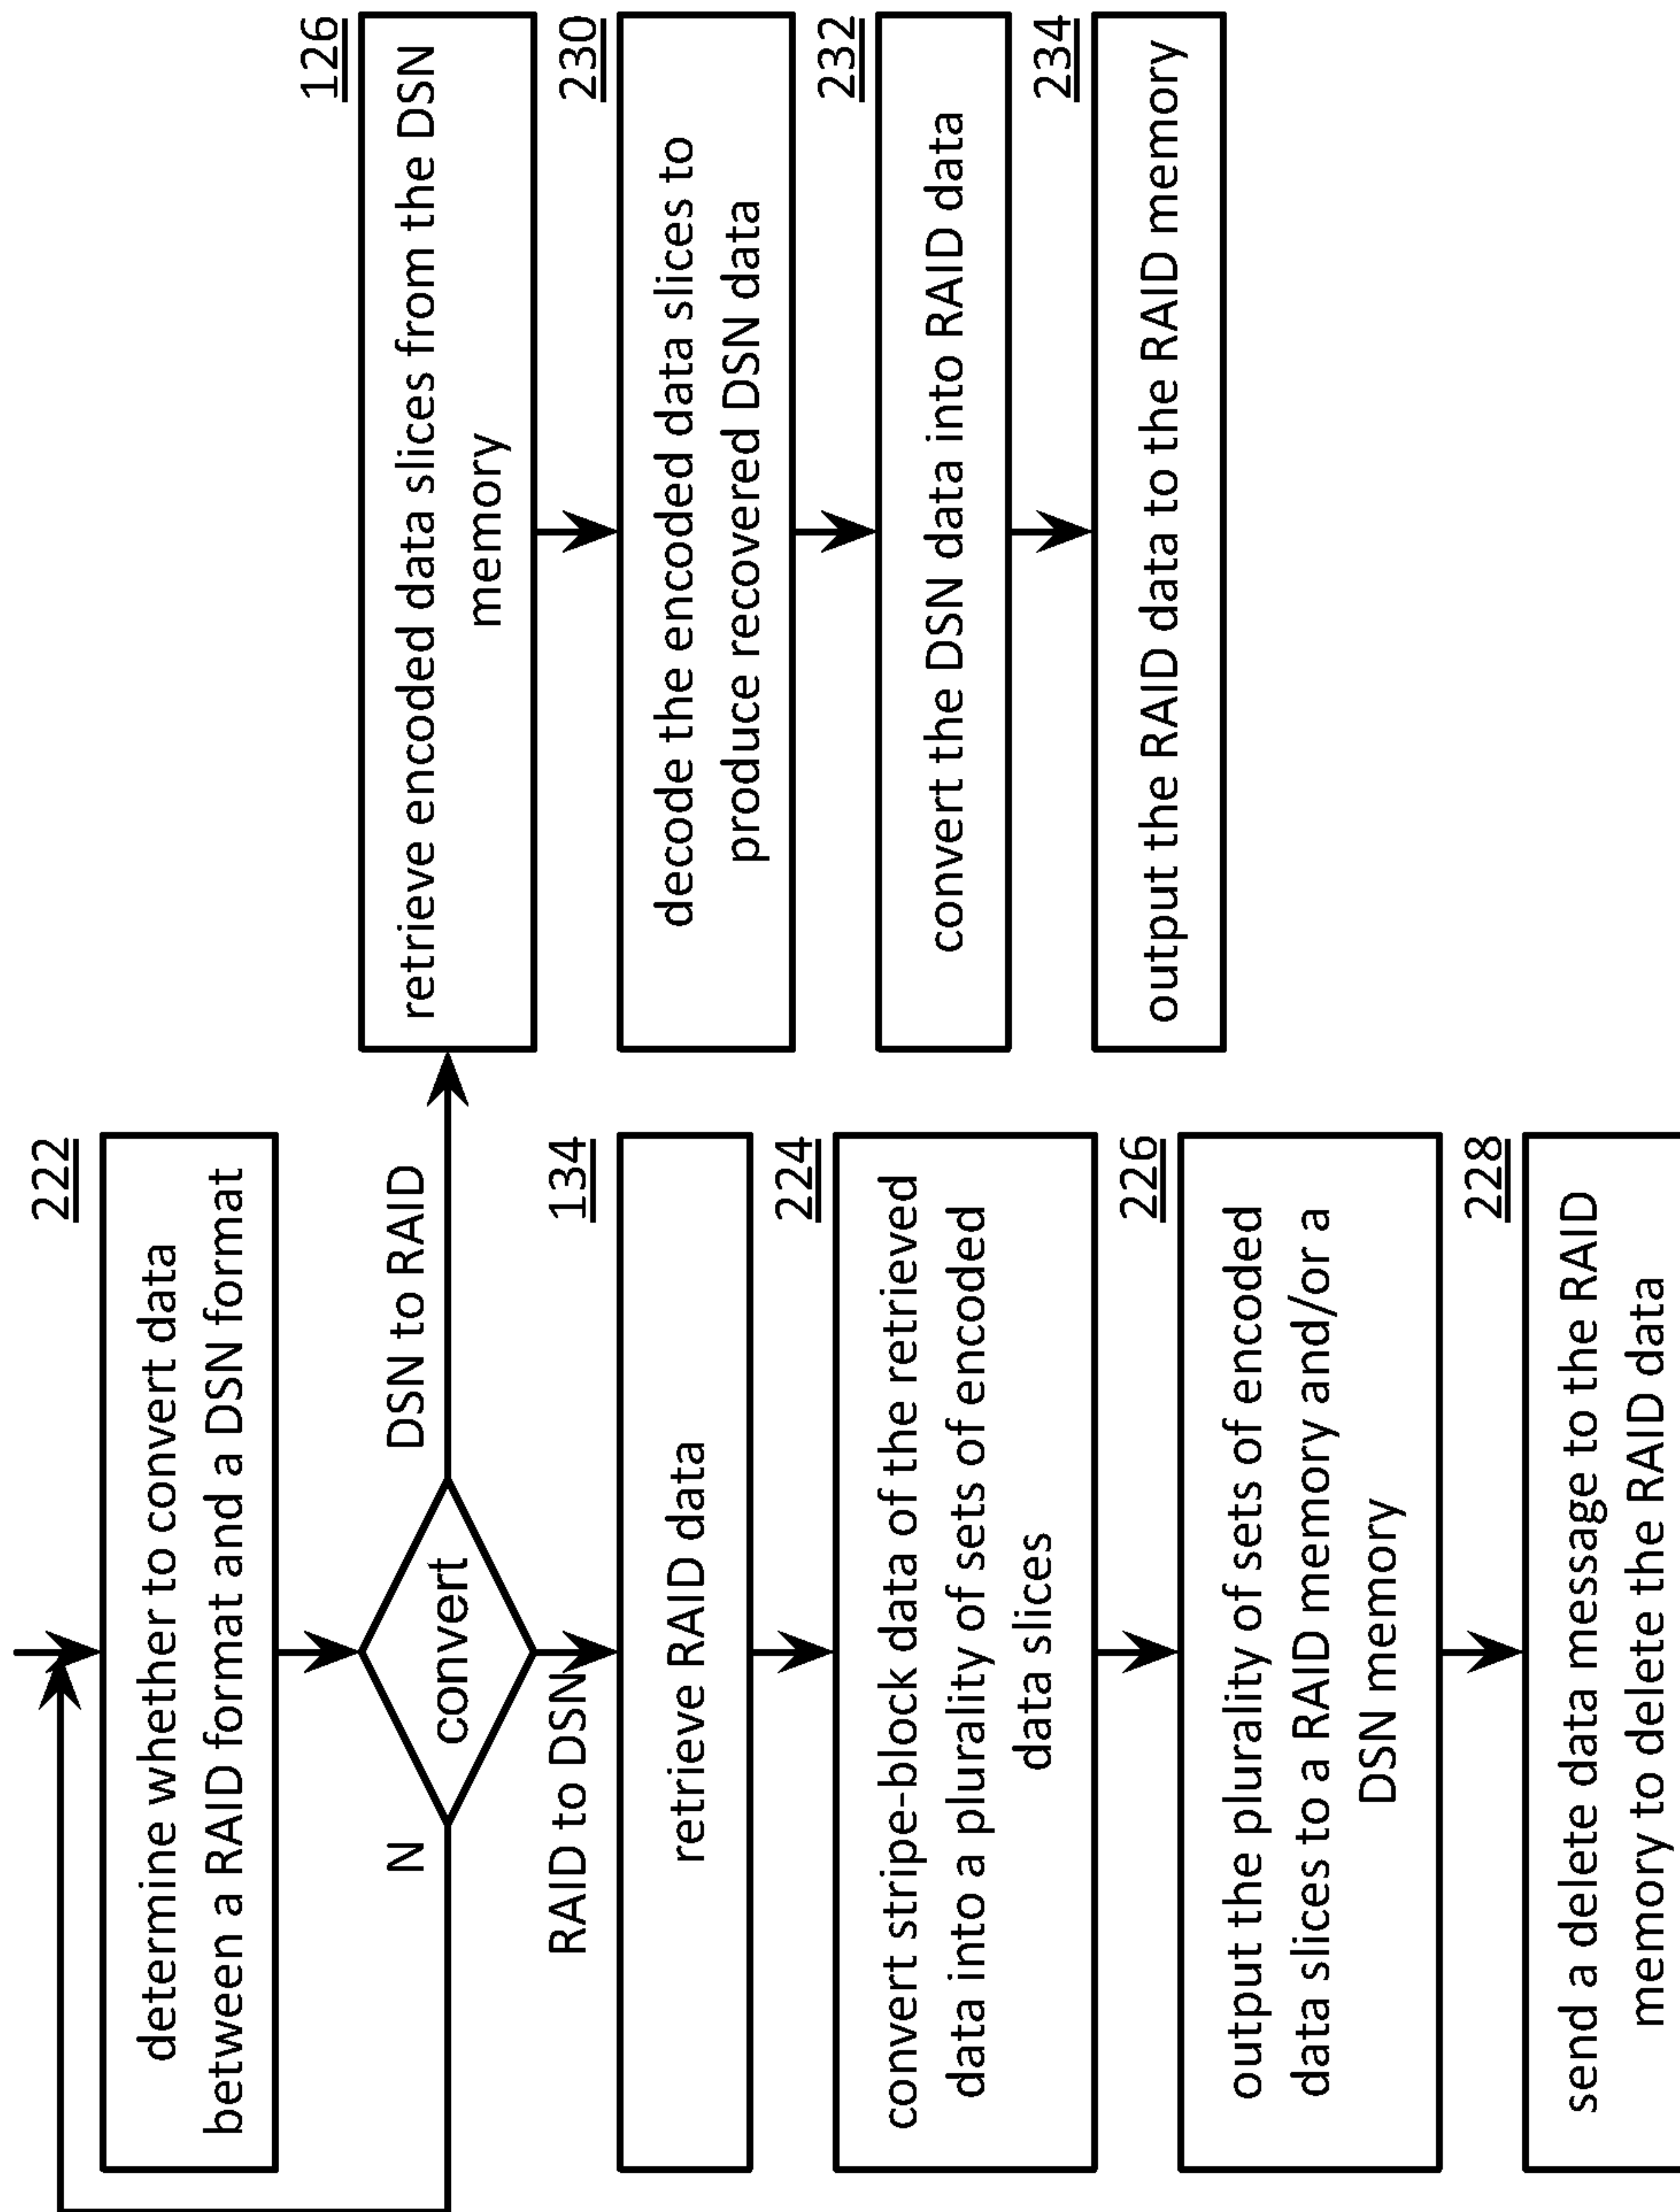 222
determine whether to convert data
between a RAID format and a DSN format
convert
N
DSN to RAID
RAID to DSN
134
retrieve RAID data
224
convert stripe-block data of the retrieved
data into a plurality of sets of encoded
data slices
226
output the plurality of sets of encoded
data slices to a RAID memory and/or a
DSN memory
228
send a delete data message to the RAID
memory to delete the RAID data
126
retrieve encoded data slices from the DSN
memory
230
decode the encoded data slices to
produce recovered DSN data
232
convert the DSN data into RAID data
234
output the RAID data to the RAID memory